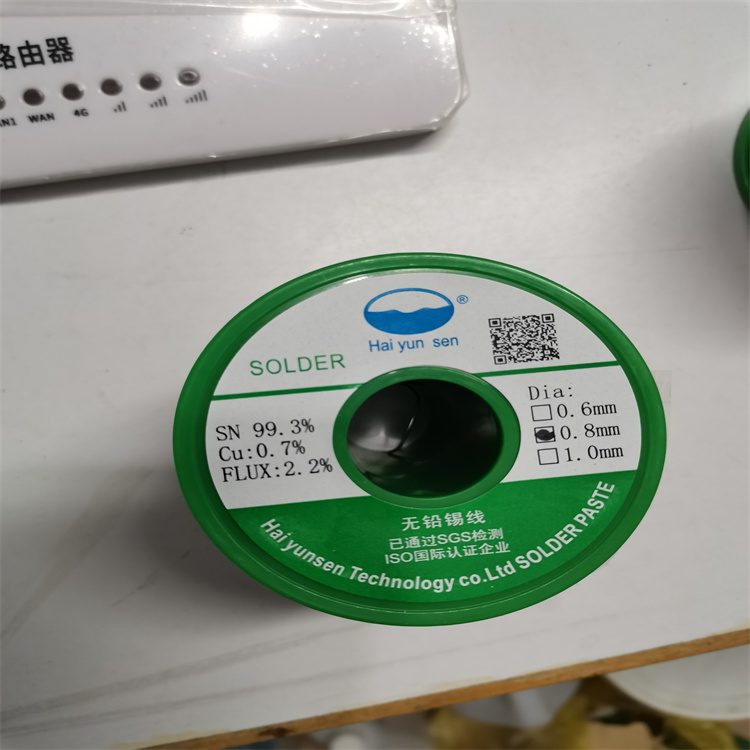 路由器
WAN
4G
®
Hai yun sen
SOLDER
SN 99.3%
Cu:0.7%
FLUX:2.2%
Dia:
0.6mm
0.8mm
1.0mm
无铅锡线
已通过SGS检测
ISO国际认证企业
Hai yunsen Technology co.Ltd SOLDER PASTE